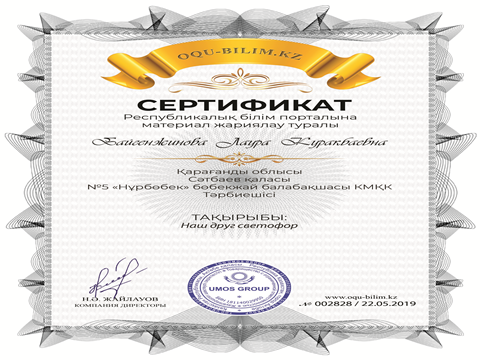 OQU-BILIM.KZ
СЕРТИФИКАТ
Республикалық білім порталына
материал жариялау туралы
Байгенжинова Лаура Куракбаевна
Қарағанды облысы
Сәтбаев қаласы
№5 «Нұрбөбек» бөбекжай балабақшасы КМҚК
Тәрбиешісі
ТАҚЫРЫБЫ:
Наш друг светофор
Н.Ә. ЖАЙЛАУОВ
КОМПАНИЯ ДИРЕКТОРЫ
UMOS GROUP
www.oqu-bilim.kz
№ 002828 / 22.05.2019